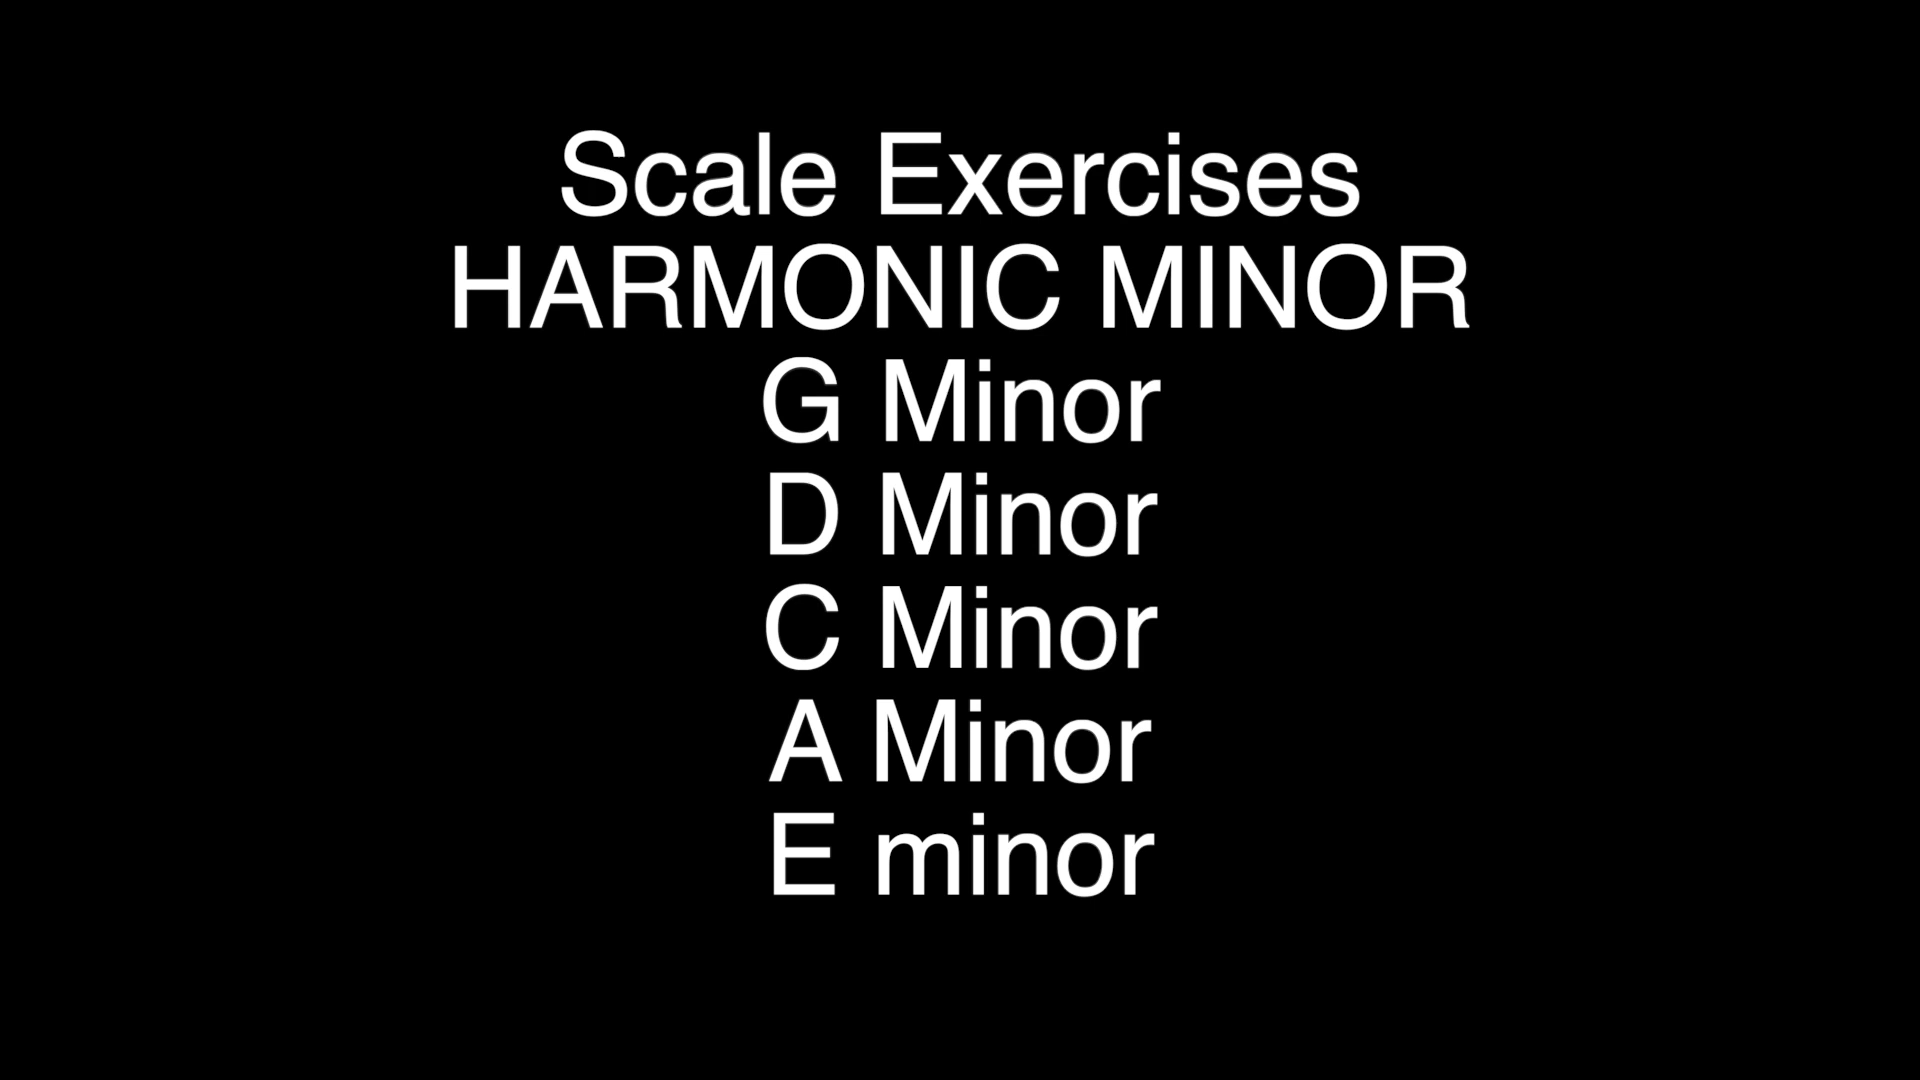 Scale Exercises
HARMONIC MINOR
G Minor
D Minor
C Minor
A Minor
E minor